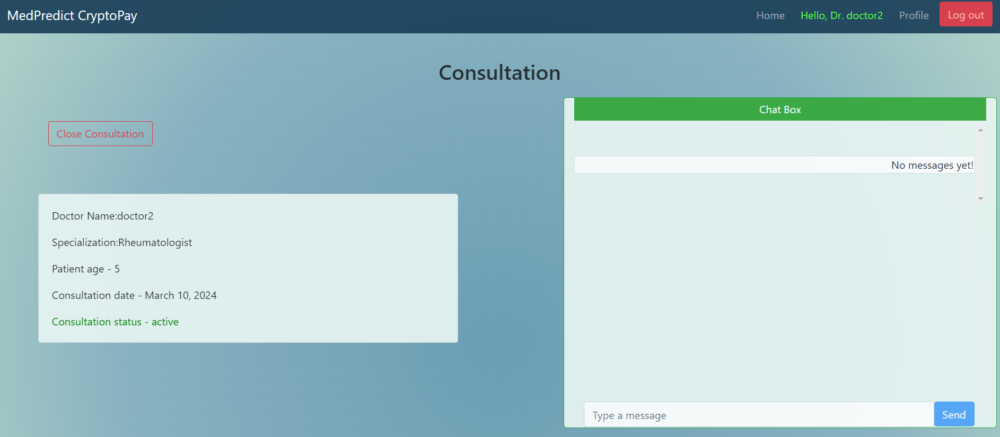 MedPredict CryptoPay
Home
Hello, Dr. doctor2
Profile
Log out
Consultation
Close Consultation
Doctor Name:doctor2
Specialization:Rheumatologist
Patient age - 5
Consultation date - March 10, 2024
Consultation status - active
Chat Box
No messages yet!
Type a message
Send